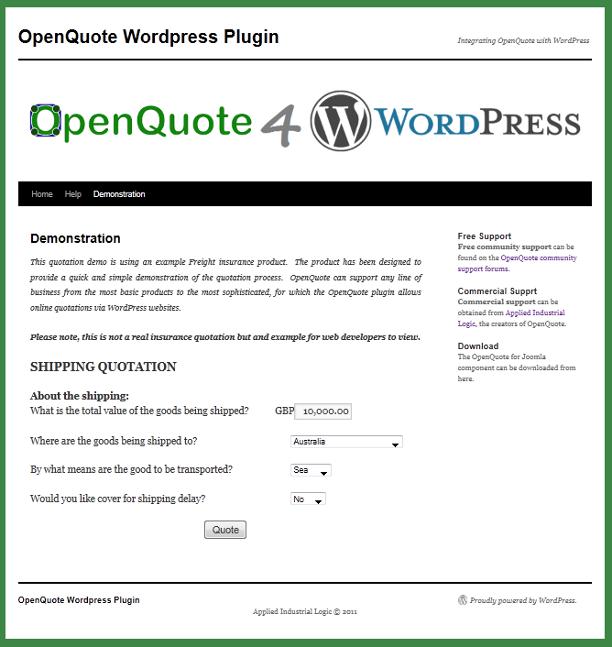 OpenQuote Wordpress Plugin
Integrating OpenQuote with WordPress
OpenQuote 4 WORDPRESS
Home Help Demonstration
Demonstration
This quotation demo is using an example Freight insurance product. The product has been designed to
provide a quick and simple demonstration of the quotation process. OpenQuote can support any line of
business from the most basic products to the most sophisticated, for which the OpenQuote plugin allows
online quotations via WordPress websites.
Please note, this is not a real insurance quotation but and example for web developers to view.
SHIPPING QUOTATION
About the shipping:
What is the total value of the goods being shipped? GBP 10,000.00
Where are the goods being shipped to? Australia
By what means are the good to be transported? Sea
Would you like cover for shipping delay? No
Quote
Free Support
Free community support can be
found on the OpenQuote community
support forums.
Commercial Supprt
Commercial support can be
obtained from Applied Industrial
Logic, the creators of OpenQuote.
Download
The OpenQuote for Joomla
component can be downloaded from
here.
OpenQuote Wordpress Plugin
Applied Industrial Logic © 2011
Proudly powered by WordPress.